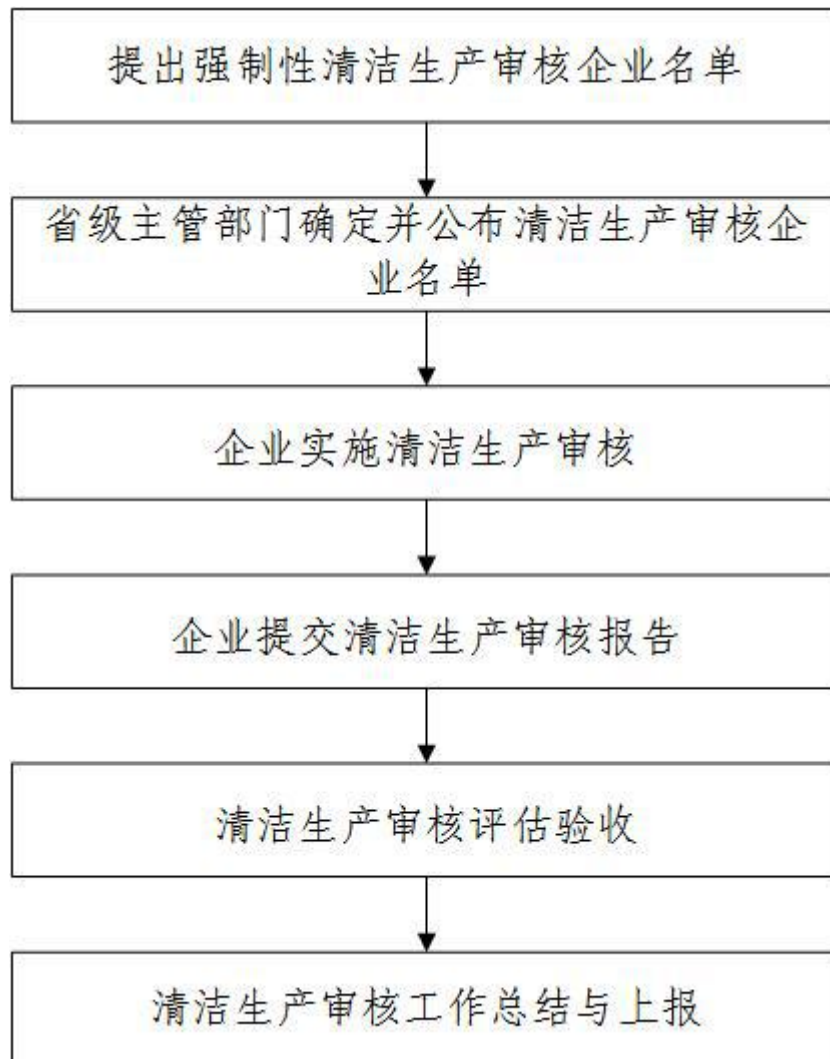 提出强制性清洁生产审核企业名单
省级主管部门确定并公布清洁生产审核企
业名单
企业实施清洁生产审核
企业提交清洁生产审核报告
清洁生产审核评估验收
清洁生产审核工作总结与上报